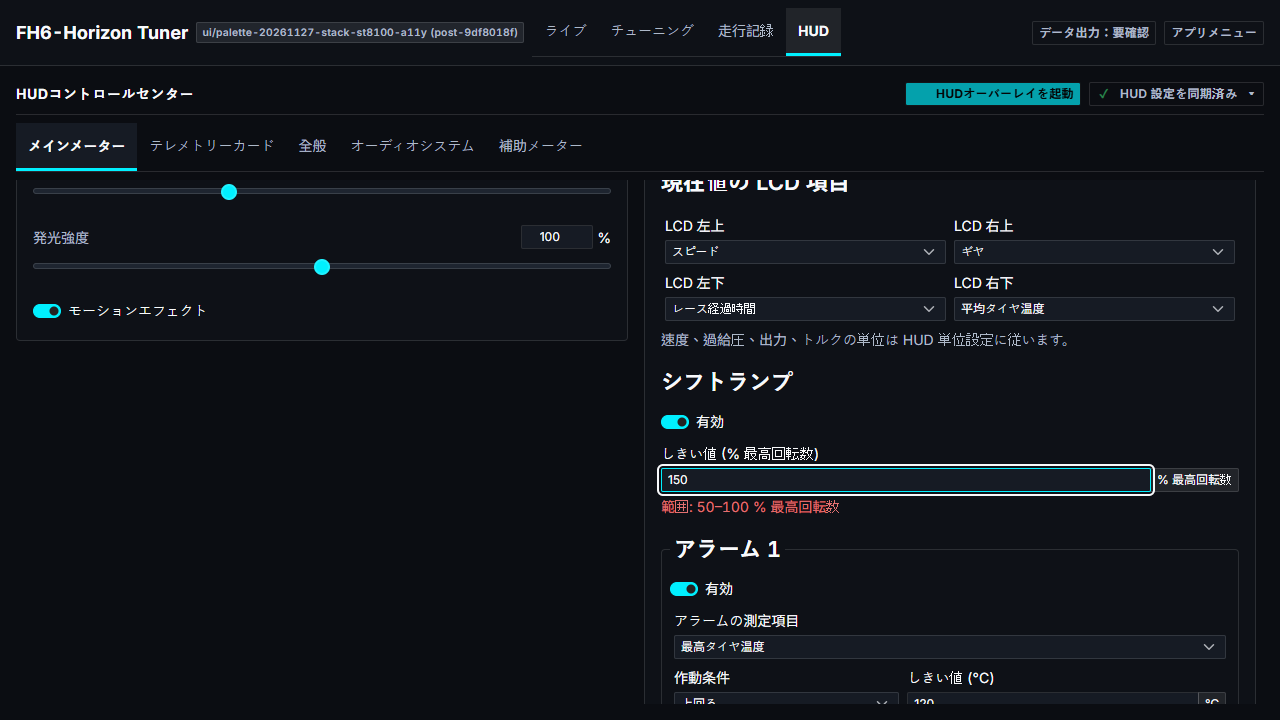 FH6-Horizon Tuner
ui/palette-20261127-stack-st8100-a11y (post-9df8018f)
ライブ
チューニング
走行記録
HUD
データ出力：要確認
アプリメニュー
HUDコントロールセンター
HUDオーバーレイを起動
✓ HUD 設定を同期済み
メインメーター
テレメトリーカード
全般
オーディオシステム
補助メーター
発光強度
100 %
モーションエフェクト
現在値の LCD 項目
LCD 左上
LCD 右上
スピード
ギヤ
LCD 左下
LCD 右下
レース経過時間
平均タイヤ温度
速度、過給圧、出力、トルクの単位は HUD 単位設定に従います。
シフトランプ
有効
しきい値 (% 最高回転数)
150
% 最高回転数
範囲: 50–100 % 最高回転数
アラーム 1
有効
アラームの測定項目
最高タイヤ温度
作動条件
しきい値 (°C)
上回る
120
°C